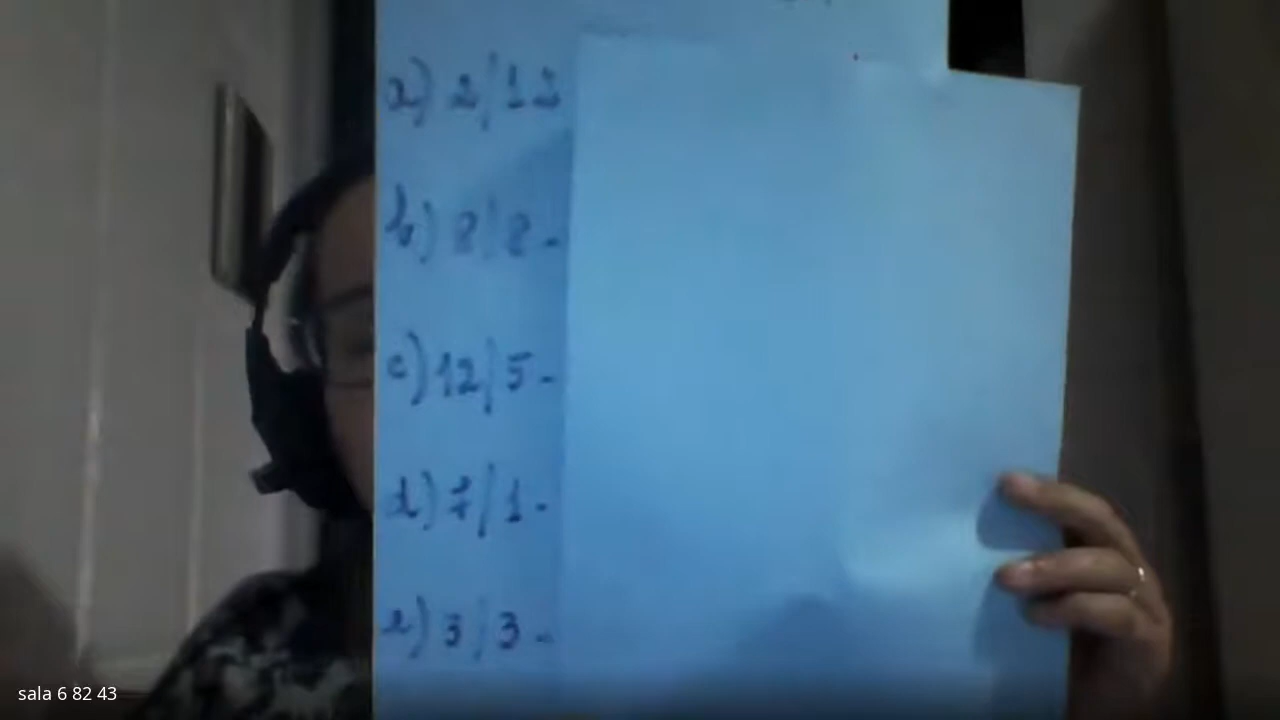 a) 2/12
b) 8/8-
c) 12/5-
d) 7/1-
e) 3/3-
sala 6 82 43